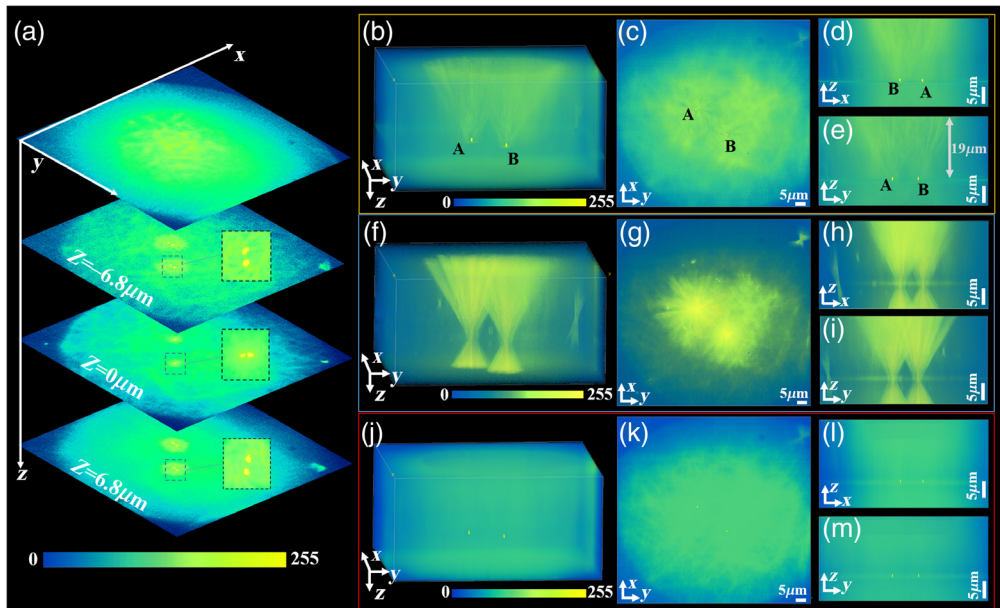 (a)
x
y
z
Z=-6.8μm
Z=0μm
Z=6.8μm
0 255
(b)
A
B
x
y
z
0 255
(c)
A
B
x
y
5μm
(d)
B A
z
x
5μm
(e)
19μm
A B
z
y
5μm
(f)
x
y
z
0 255
(g)
x
y
5μm
(h)
z
x
5μm
(i)
z
y
5μm
(j)
x
y
z
0 255
(k)
x
y
5μm
(l)
z
x
5μm
(m)
z
y
5μm